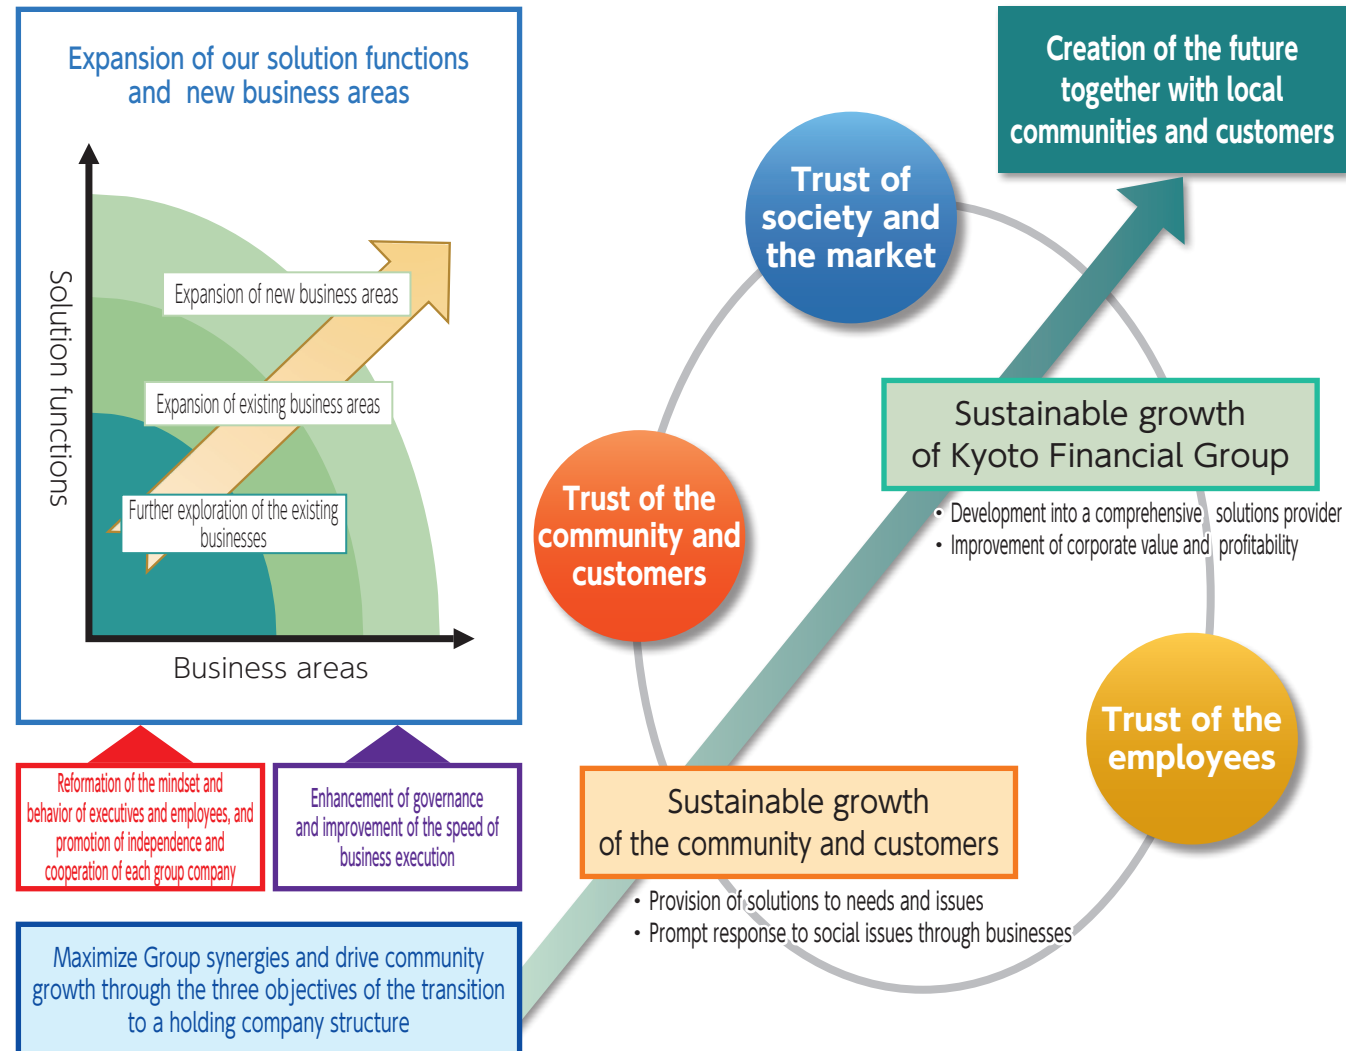 Expansion of our solution functions
and new business areas
Solution functions
Expansion of new business areas
Expansion of existing business areas
Further exploration of the existing
businesses
Business areas
Reformation of the mindset and
behavior of executives and employees, and
promotion of independence and
cooperation of each group company
Enhancement of governance
and improvement of the speed of
business execution
Maximize Group synergies and drive community
growth through the three objectives of the transition
to a holding company structure
Creation of the future
together with local
communities and customers
Trust of
society and
the market
Sustainable growth
of Kyoto Financial Group
• Development into a comprehensive solutions provider
• Improvement of corporate value and profitability
Trust of the
community and
customers
Trust of the
employees
Sustainable growth
of the community and customers
• Provision of solutions to needs and issues
• Prompt response to social issues through businesses